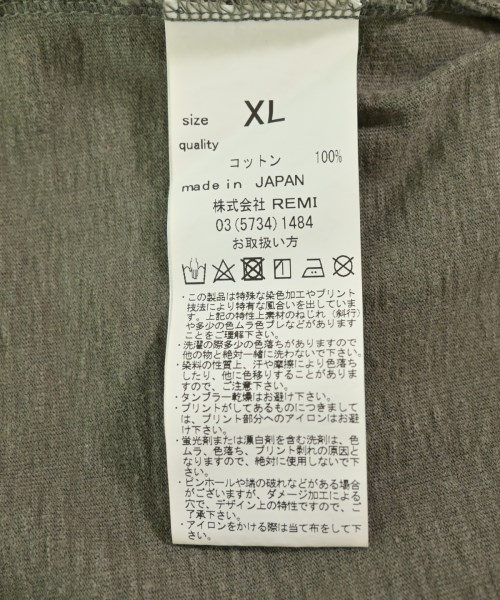 size XL
quality
コットン 100%
made in JAPAN
株式会社 REMI
03(5734)1484
お取扱い方
・この製品は特殊な染色加工やプリント
技法により特有な風合いを出していま
す。上記の特性上素材のねじれ（斜行）
や多少の色ムラ色ブレなどがあります
ことをご理解下さい。
・洗濯の際多少の色落ちがありますので
他の物と絶対一緒に洗わないで下さい。
・染料の性質上、汗や摩擦により色落ち
したり、他に色移りすることがありま
すので、ご注意下さい。
・タンブラー乾燥はお避け下さい。
・プリントがしてあるものにつきまして
は、プリント部分へのアイロンはお避
け下さい。
・蛍光剤または漂白剤を含む洗剤は、色
ムラ、色落ち、プリント剥れの原因と
なりますので、絶対に使用しないで下
さい。
・ピンホールや端の破れなどがある場合
がございますが、ダメージ加工による
穴で、デザイン上の特性ですので、ご
了承下さい。
・アイロンをかける際は当て布をして下
さい。